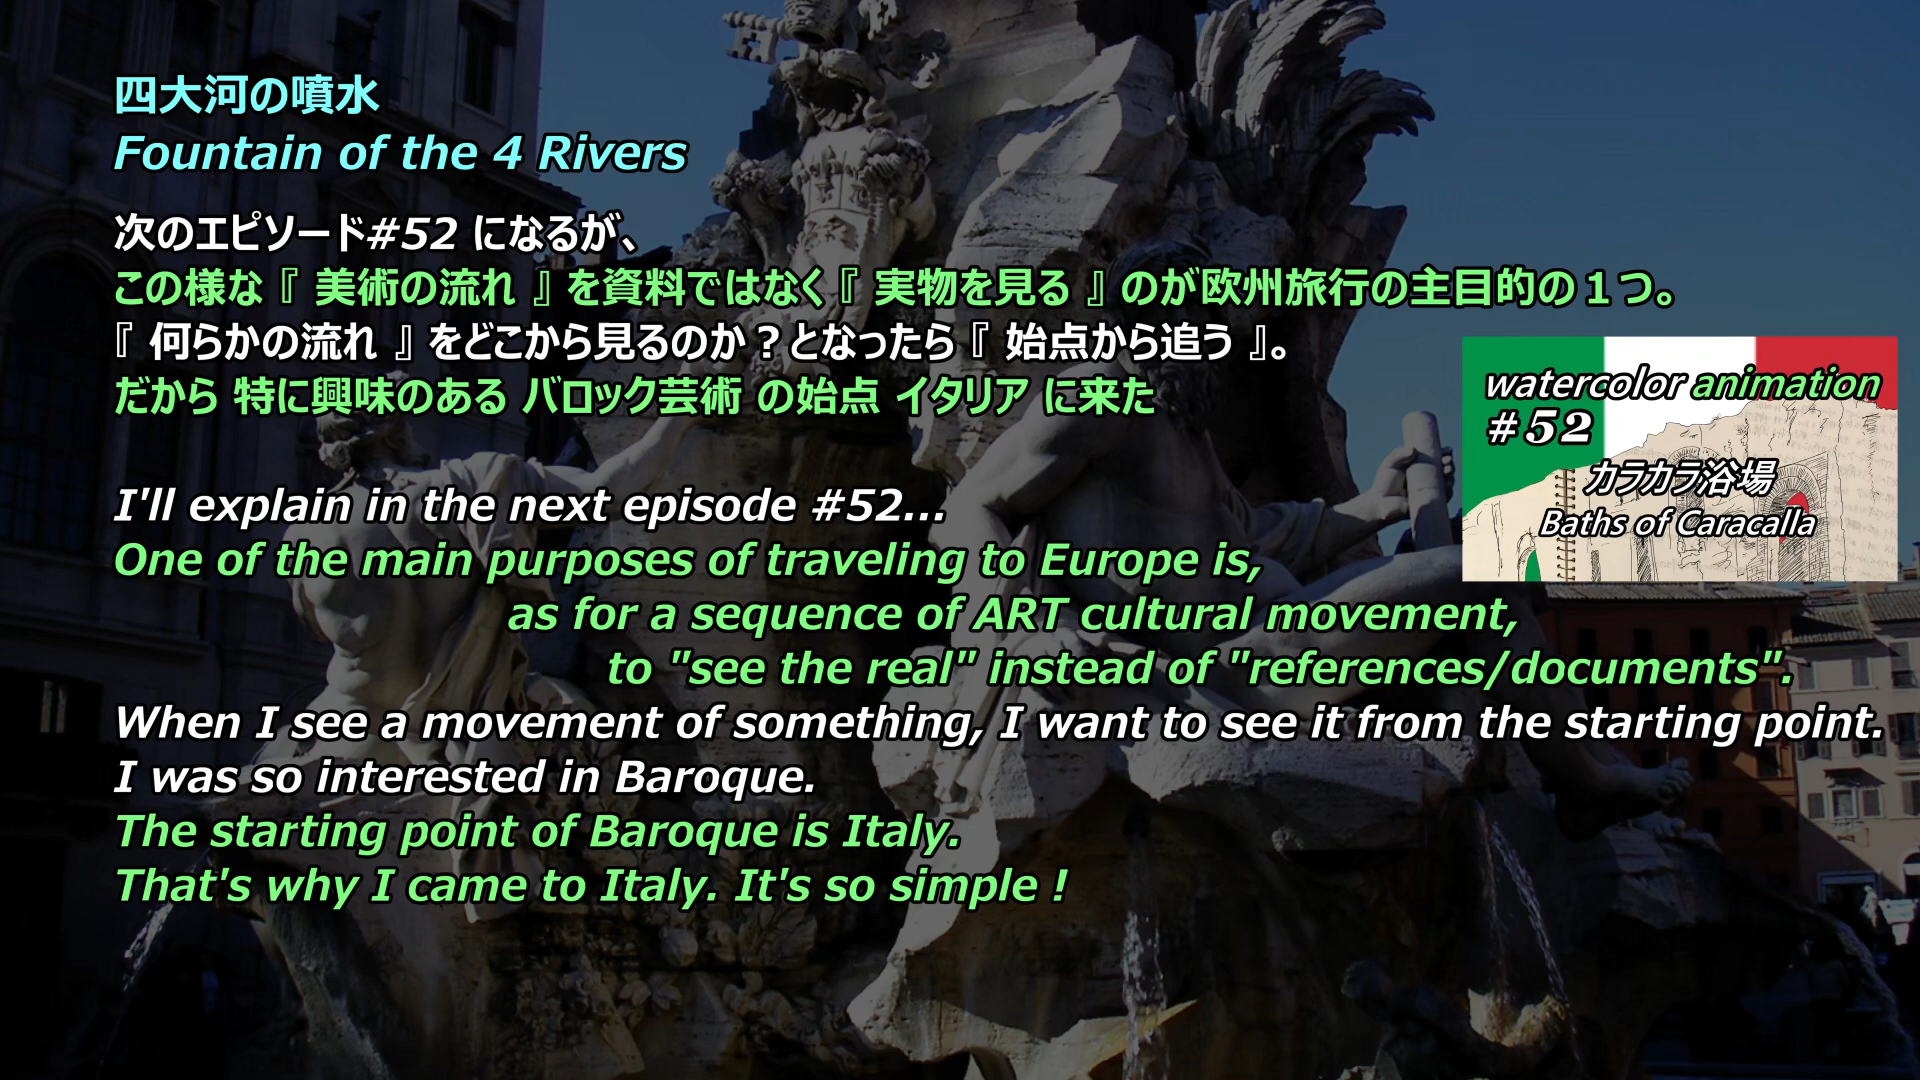 四大河の噴水
Fountain of the 4 Rivers
次のエピソード#52 になるが、
この様な『 美術の流れ 』を資料ではなく『 実物を見る 』のが欧州旅行の主目的の１つ。
『 何らかの流れ 』をどこから見るのか？となったら『 始点から追う 』。
だから 特に興味のある バロック芸術 の始点 イタリア に来た
watercolor animation
#52
カラカラ浴場
Baths of Caracalla
I'll explain in the next episode #52...
One of the main purposes of traveling to Europe is,
as for a sequence of ART cultural movement,
to "see the real" instead of "references/documents".
When I see a movement of something, I want to see it from the starting point.
I was so interested in Baroque.
The starting point of Baroque is Italy.
That's why I came to Italy. It's so simple !